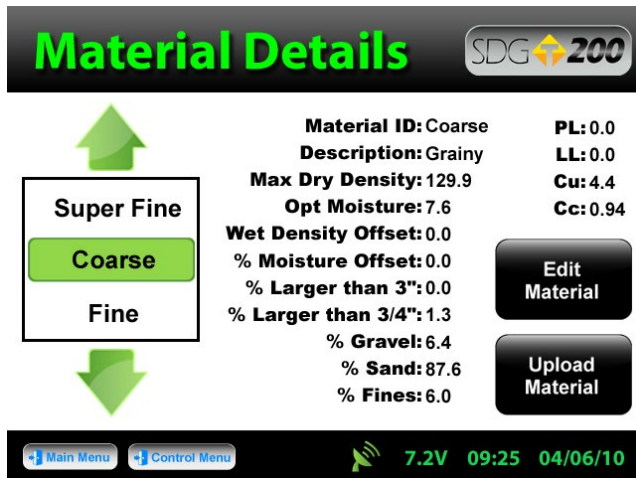 Material Details
SDG 200
Super Fine
Coarse
Fine
Material ID: Coarse
Description: Grainy
Max Dry Density: 129.9
Opt Moisture: 7.6
Wet Density Offset: 0.0
% Moisture Offset: 0.0
% Larger than 3": 0.0
% Larger than 3/4": 1.3
% Gravel: 6.4
% Sand: 87.6
% Fines: 6.0
PL: 0.0
LL: 0.0
Cu: 4.4
Cc: 0.94
Edit
Material
Upload
Material
Main Menu
Control Menu
7.2V 09:25 04/06/10